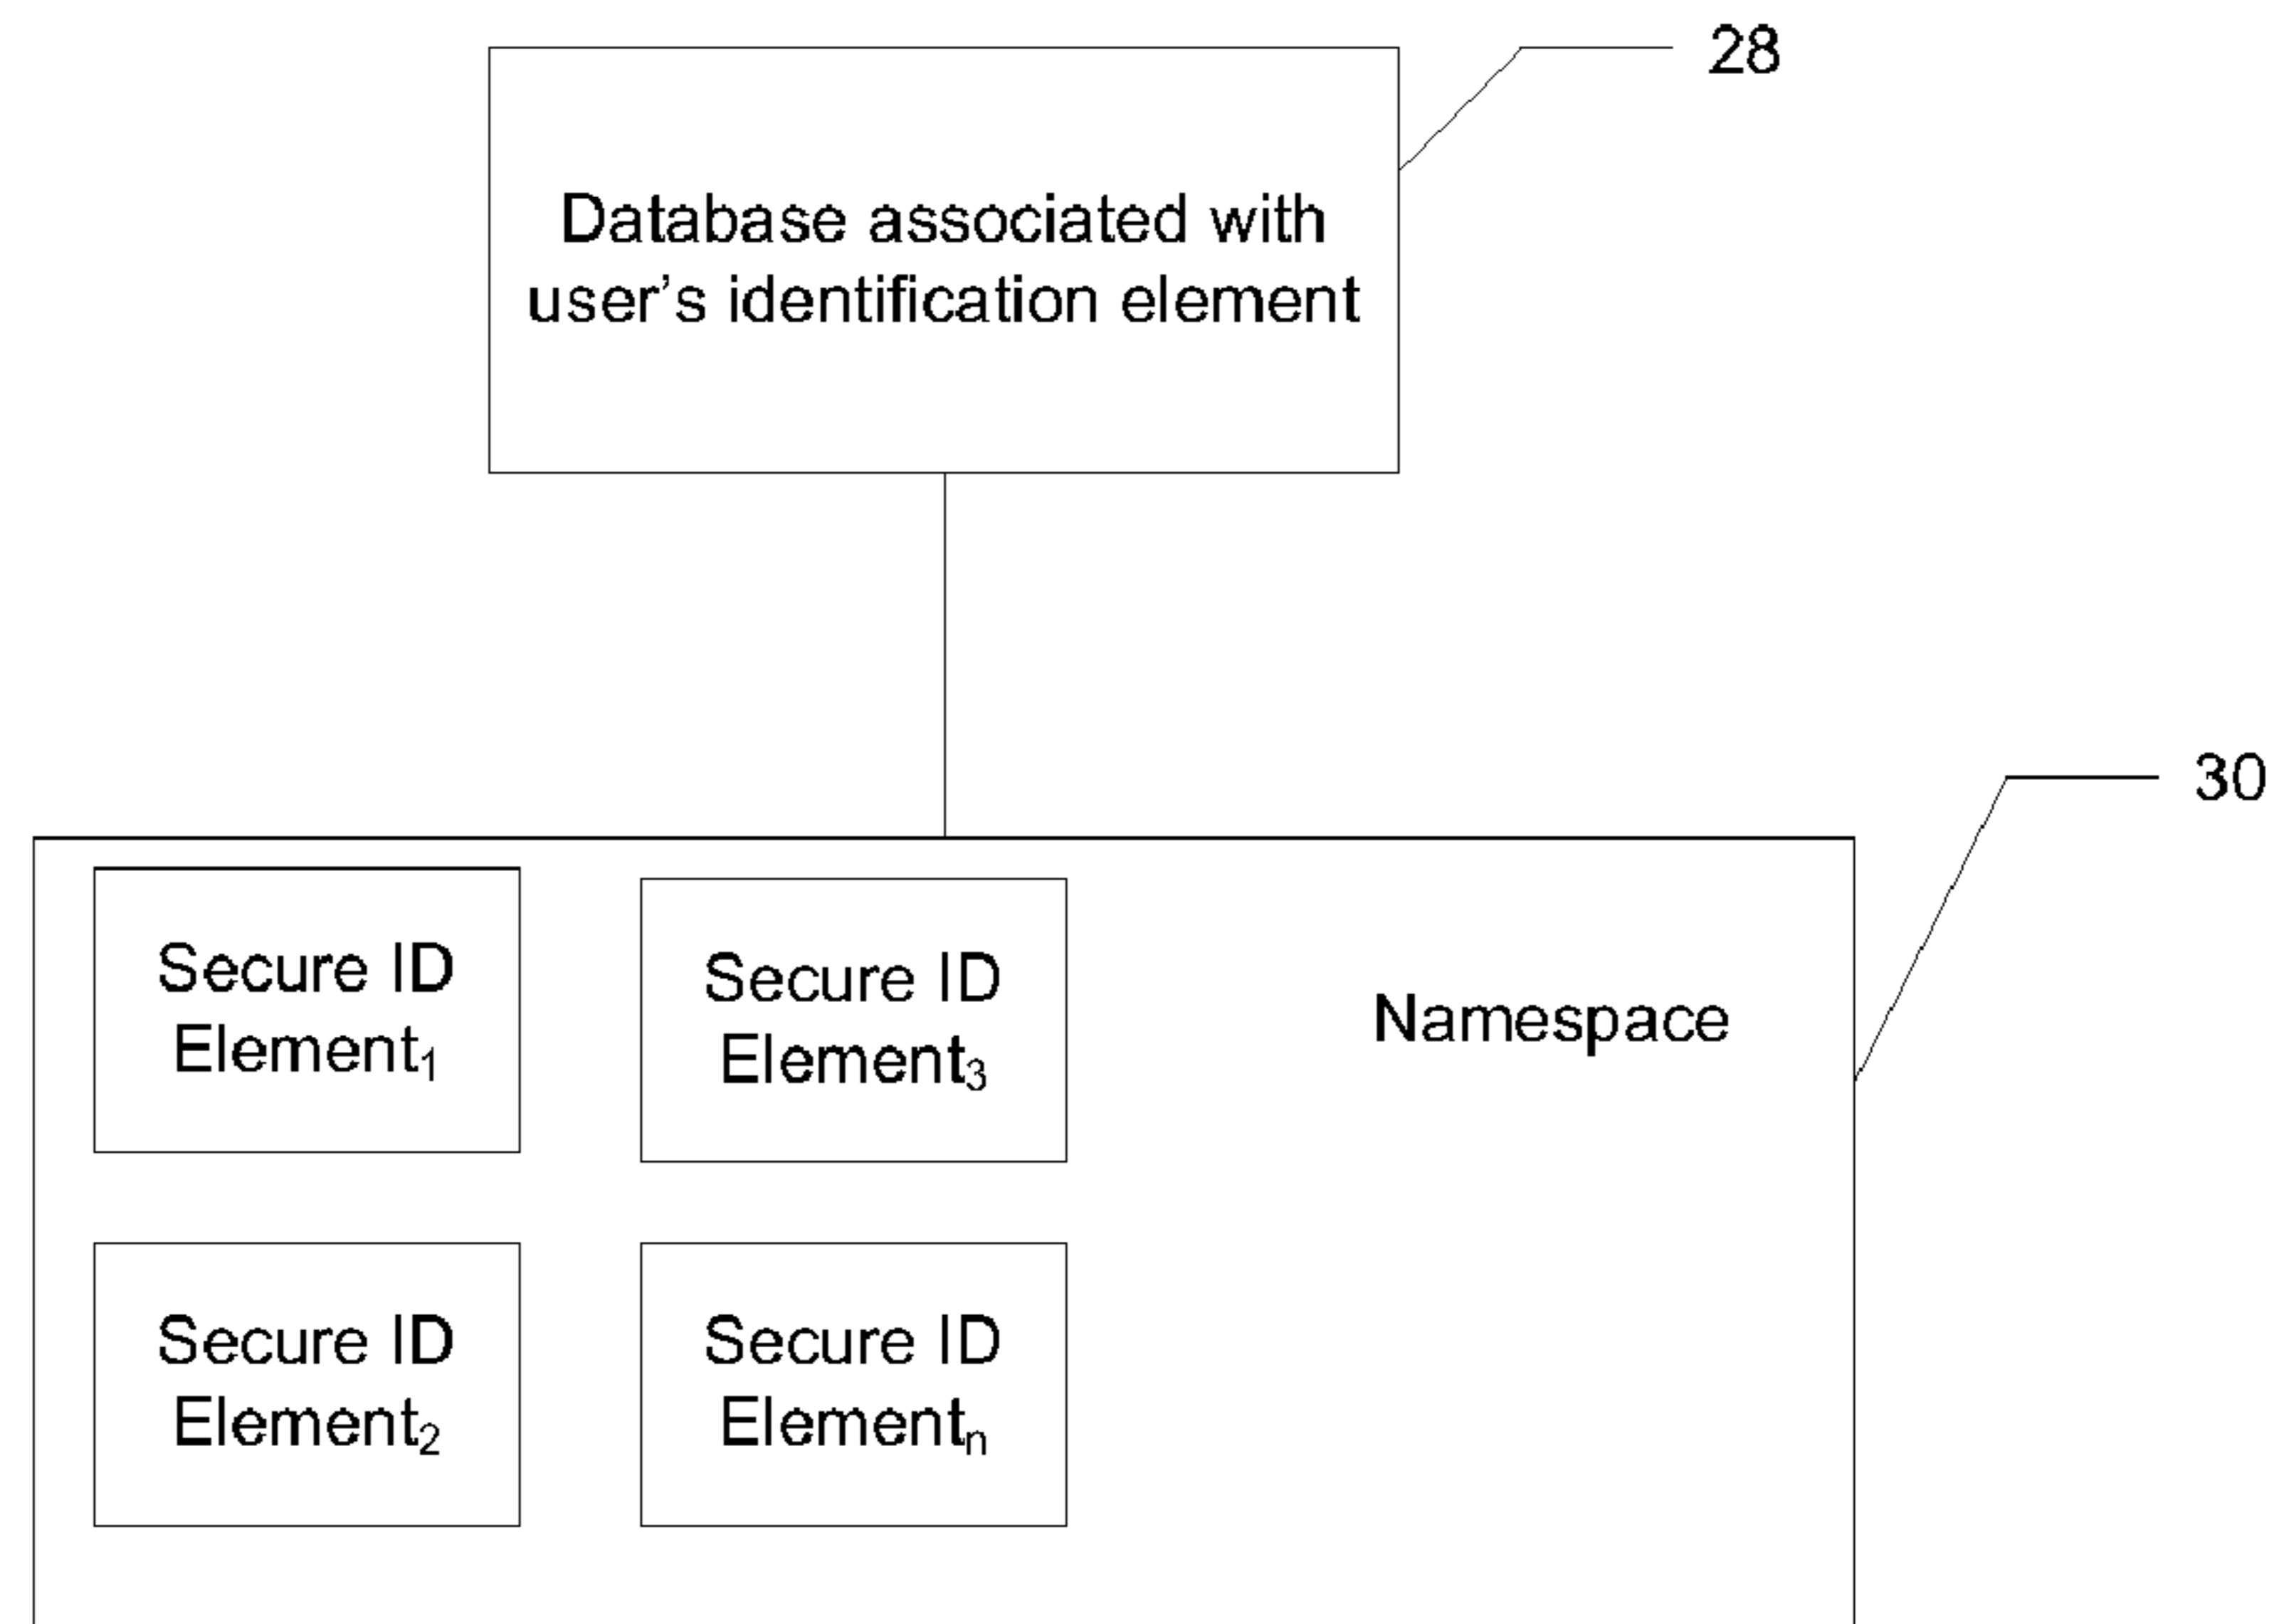 28
Database associated with
user’s identification element
30
Secure ID
Element₁
Secure ID
Element₃
Namespace
Secure ID
Element₂
Secure ID
Elementₙ